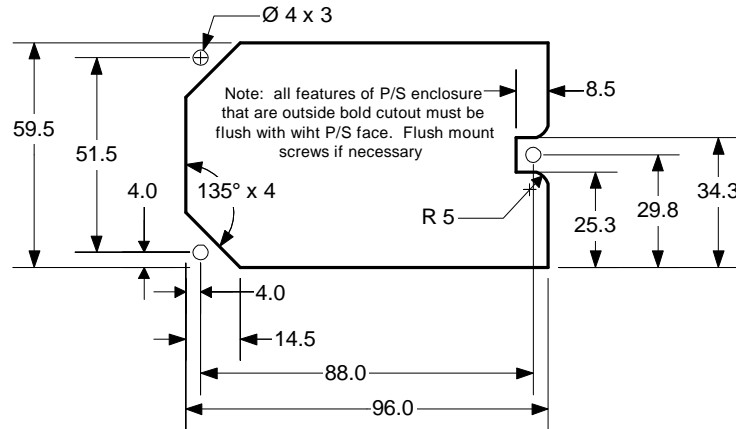 Ø 4 x 3
Note: all features of P/S enclosure
that are outside bold cutout must be
flush with wiht P/S face. Flush mount
screws if necessary
8.5
59.5
51.5
4.0
135° x 4
R 5
25.3
29.8
34.3
4.0
14.5
88.0
96.0